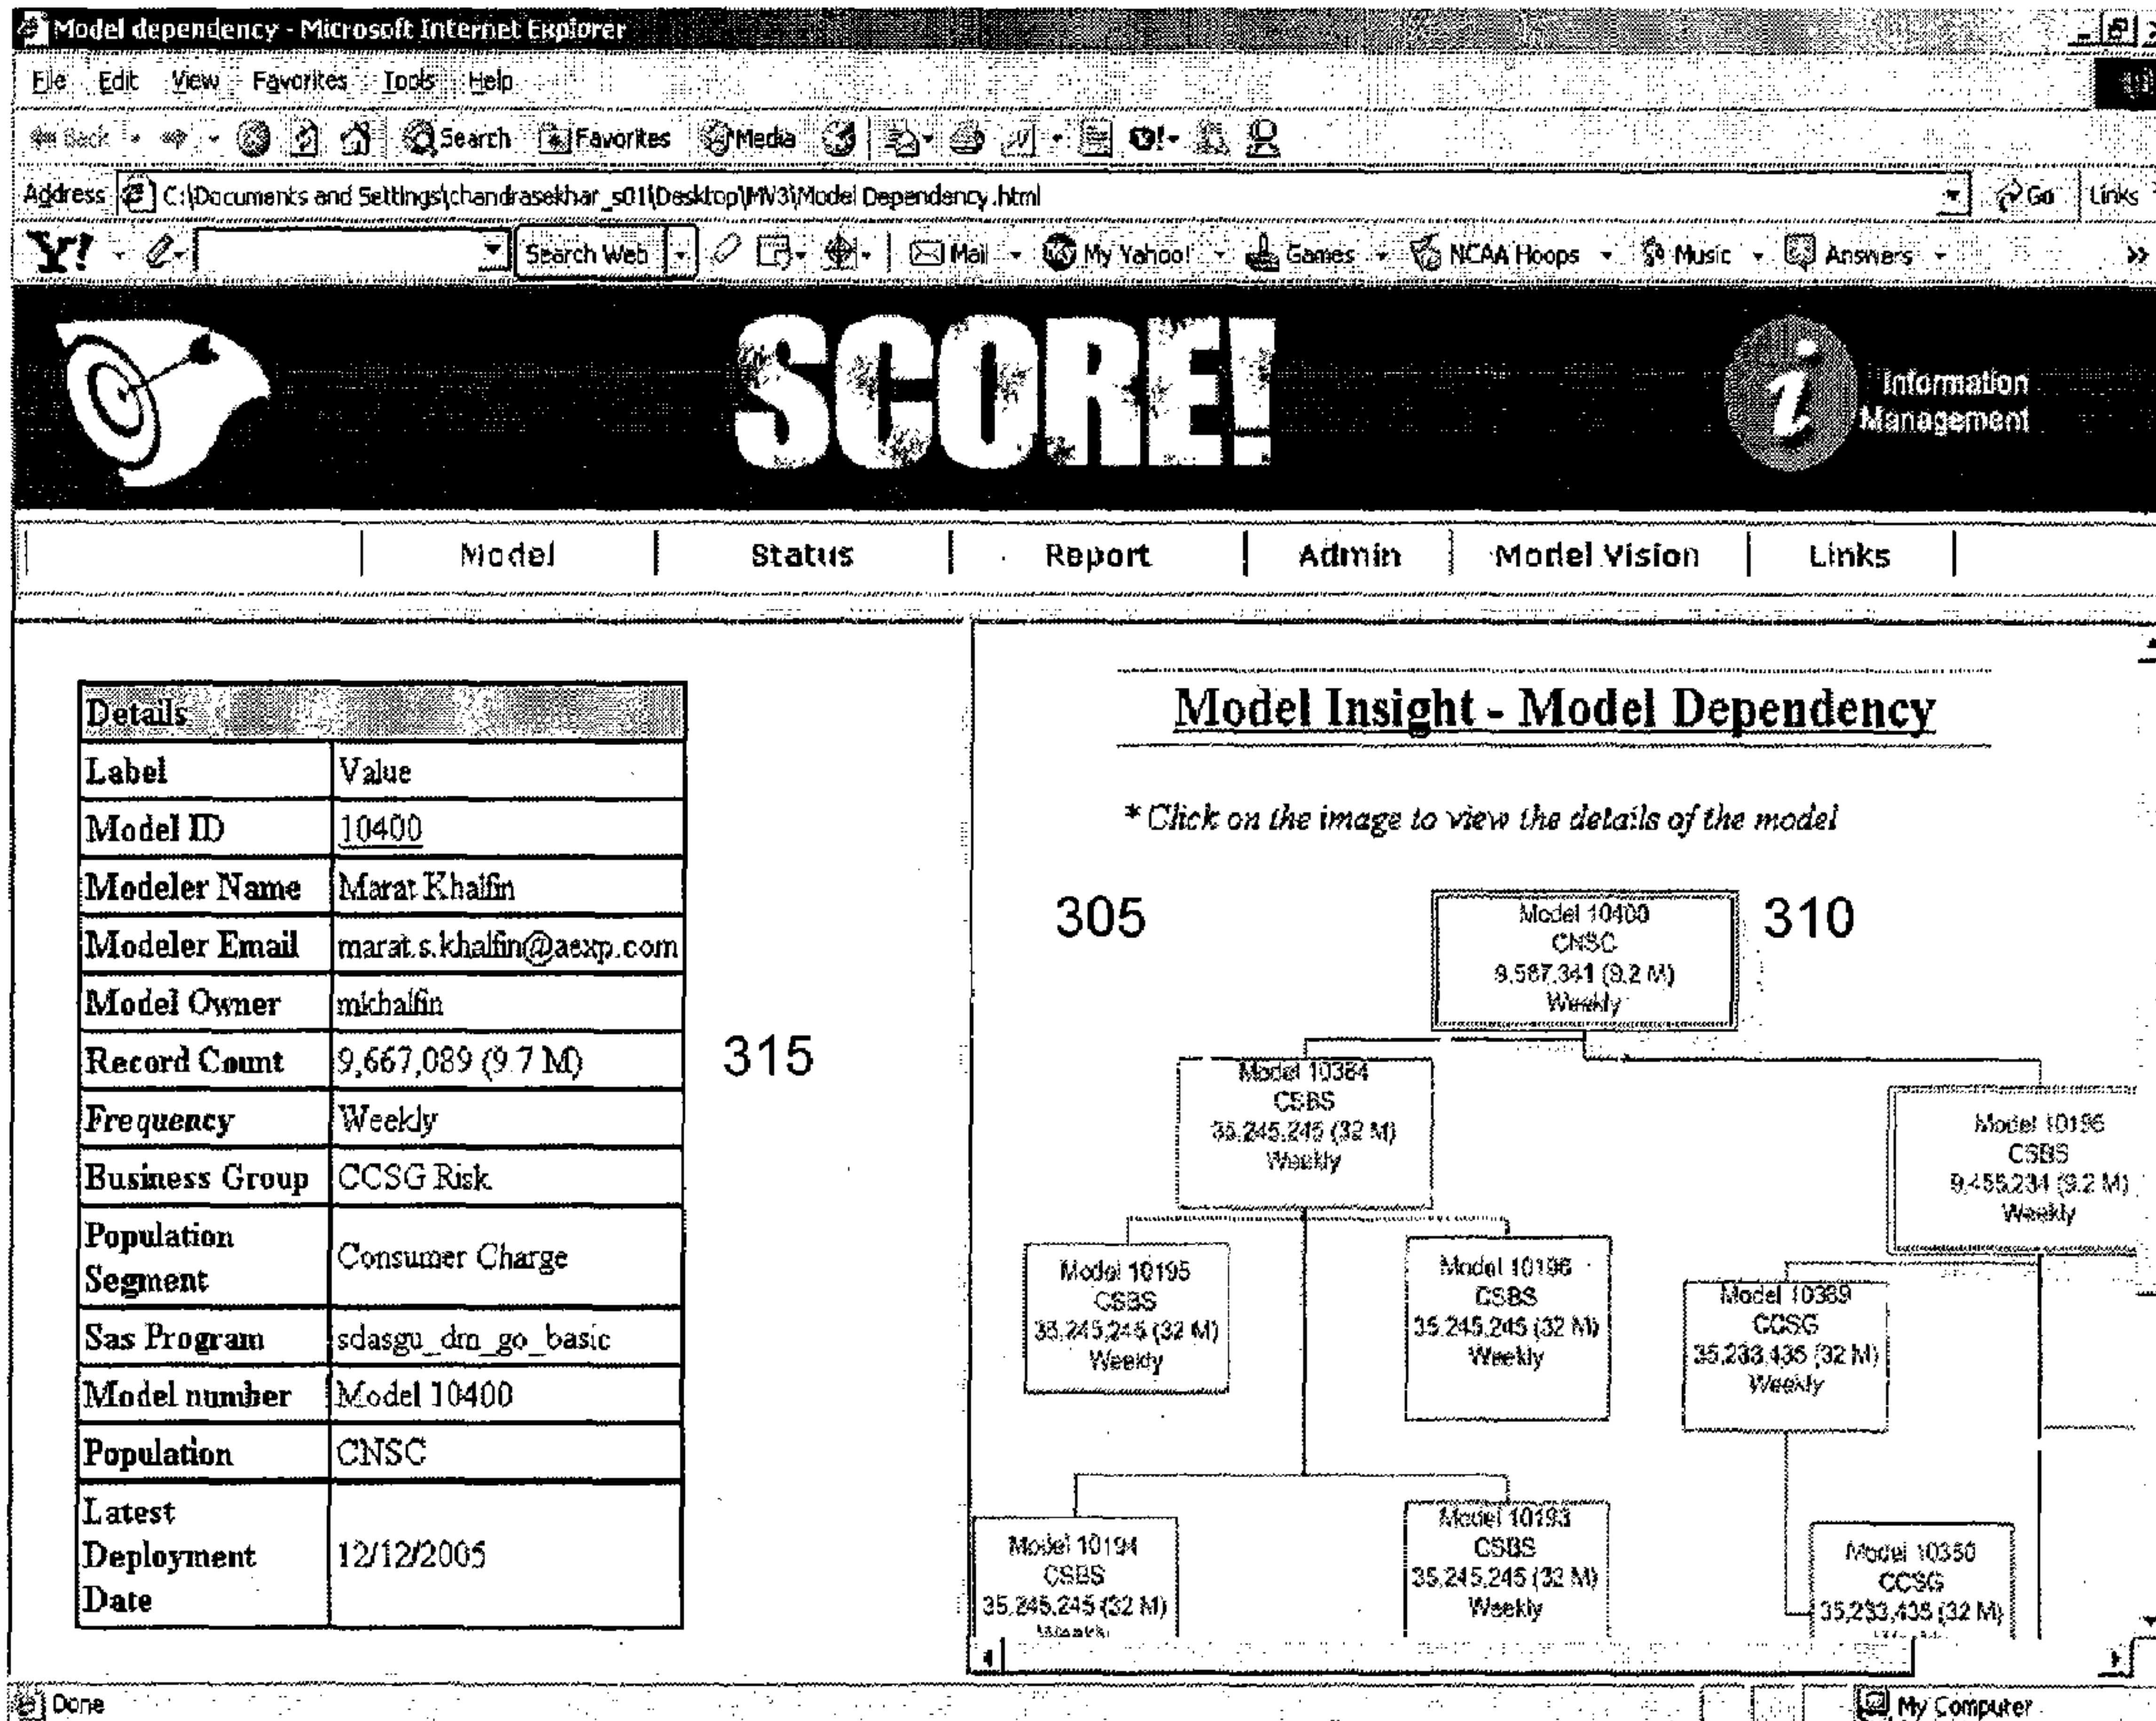 Model dependency - Microsoft Internet Explorer
File Edit View Favorites Tools Help
Back Search Favorites Media
Address C:\Documents and Settings\chandrasekhar_s01\Desktop\MV3\Model Dependency.html Go Links
Y! Search Web Mail My Yahoo! Games NCAA Hoops Music Answers >>
SCORE!
i Information
Management
Model Status Report Admin Model Vision Links
Details
Label Value
Model ID 10400
Modeler Name Marat Khalfin
Modeler Email marat.s.khalfin@aexp.com
Model Owner mkhalfin
Record Count 9,667,089 (9.7 M)
Frequency Weekly
Business Group CCSG Risk
Population
Segment Consumer Charge
Sas Program sdasgu_dm_go_basic
Model number Model 10400
Population CNSC
Latest
Deployment
Date 12/12/2005
315
Model Insight - Model Dependency
* Click on the image to view the details of the model
305
310
Model 10400
CNSC
9,567,341 (9.2 M)
Weekly
Model 10384
CSBS
35,245,245 (32 M)
Weekly
Model 10196
CSBS
9,455,234 (9.2 M)
Weekly
Model 10195
CSBS
35,245,245 (32 M)
Weekly
Model 10196
CSBS
35,245,245 (32 M)
Weekly
Model 10389
CCSG
35,233,435 (32 M)
Weekly
Model 10194
CSBS
35,245,245 (32 M)
Weekly
Model 10193
CSBS
35,245,245 (32 M)
Weekly
Model 10350
CCSG
35,233,435 (32 M)
Done My Computer